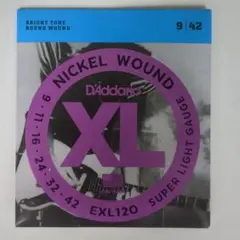 BRIGHT TONE
ROUND WOUND
9 | 42
NICKEL WOUND
D'Addario
XL
9 · 11 · 16 · 24 · 32 · 42
EXL120
SUPER LIGHT GAUGE